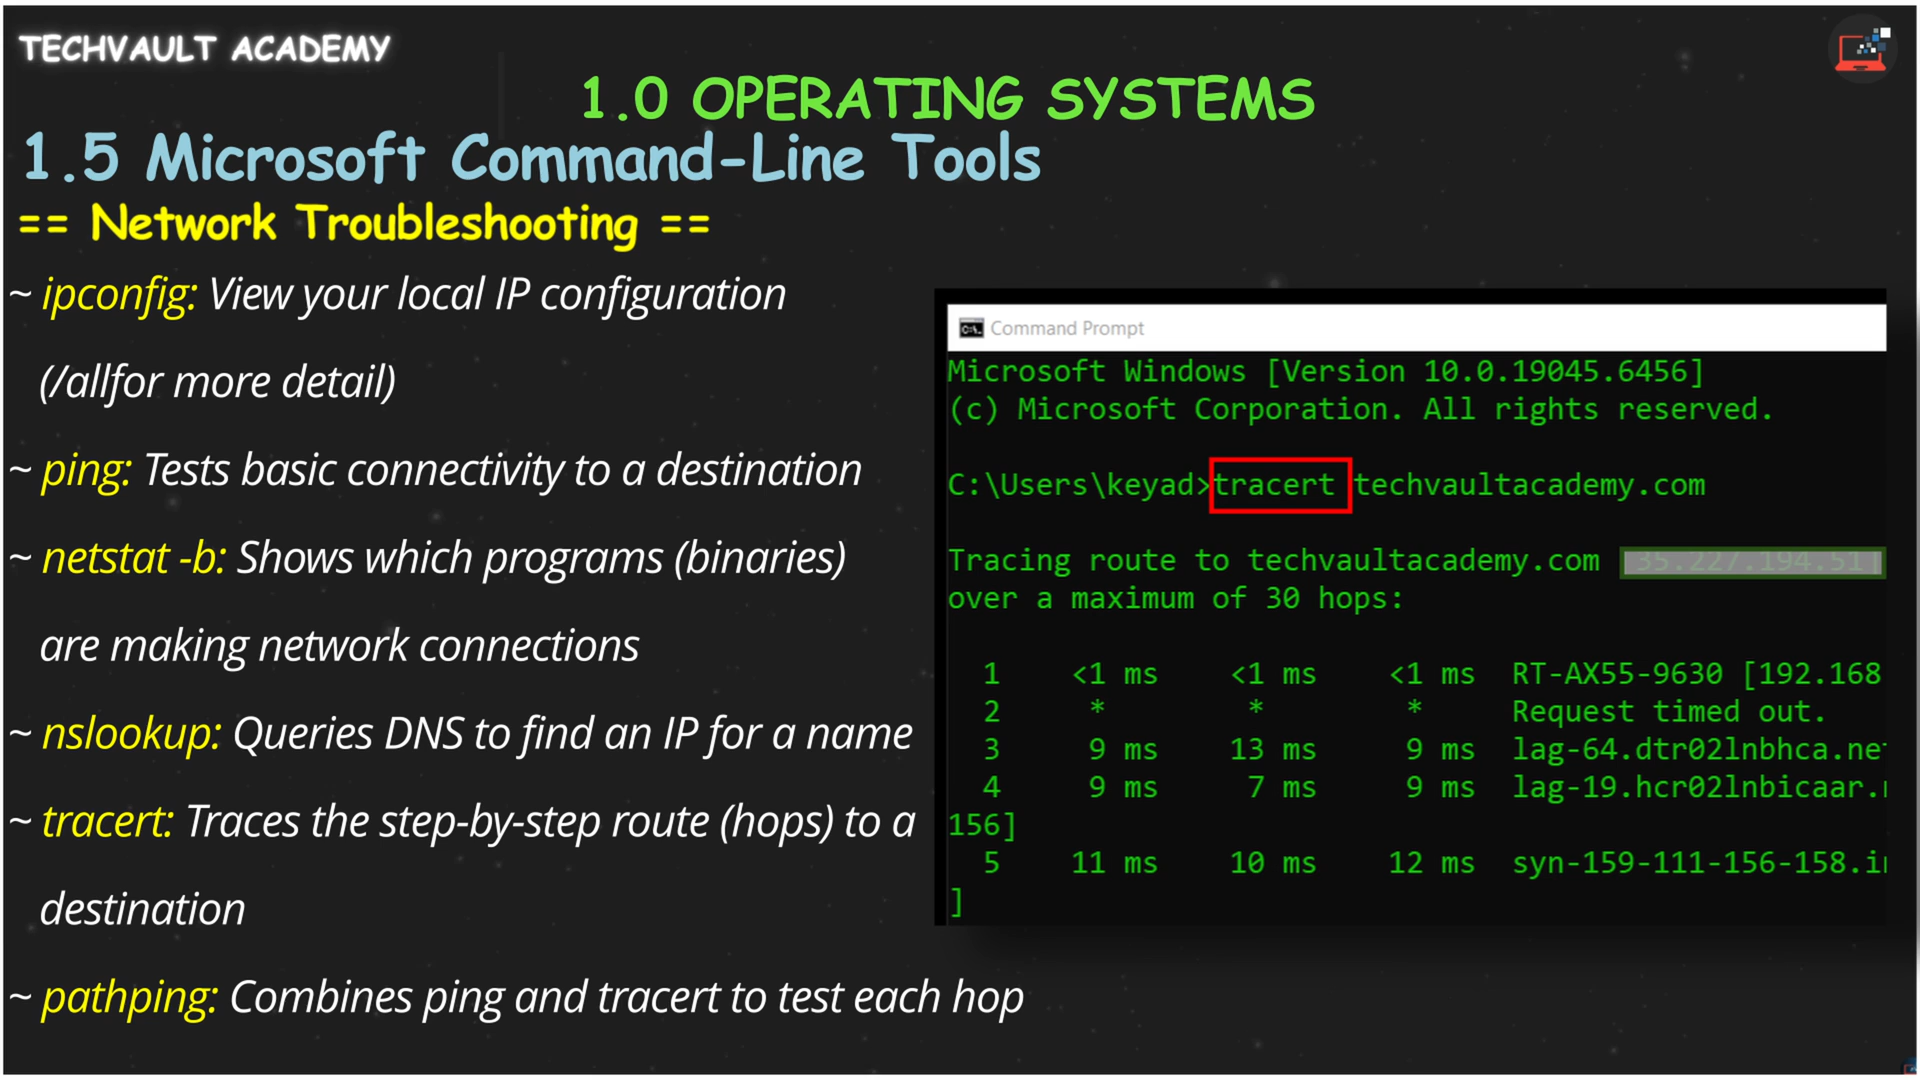 TECHVAULT ACADEMY
1.0 OPERATING SYSTEMS
1.5 Microsoft Command-Line Tools
== Network Troubleshooting ==
~ ipconfig: View your local IP configuration
(/allfor more detail)
~ ping: Tests basic connectivity to a destination
~ netstat -b: Shows which programs (binaries)
are making network connections
~ nslookup: Queries DNS to find an IP for a name
~ tracert: Traces the step-by-step route (hops) to a
destination
~ pathping: Combines ping and tracert to test each hop
Command Prompt
Microsoft Windows [Version 10.0.19045.6456]
(c) Microsoft Corporation. All rights reserved.
C:\Users\keyad>tracert techvaultacademy.com
Tracing route to techvaultacademy.com
over a maximum of 30 hops:
1 <1 ms <1 ms <1 ms RT-AX55-9630 [192.168
2 * * * Request timed out.
3 9 ms 13 ms 9 ms lag-64.dtr02lnbhca.ne
4 9 ms 7 ms 9 ms lag-19.hcr02lnbicaar.
156]
5 11 ms 10 ms 12 ms syn-159-111-156-158.i
]